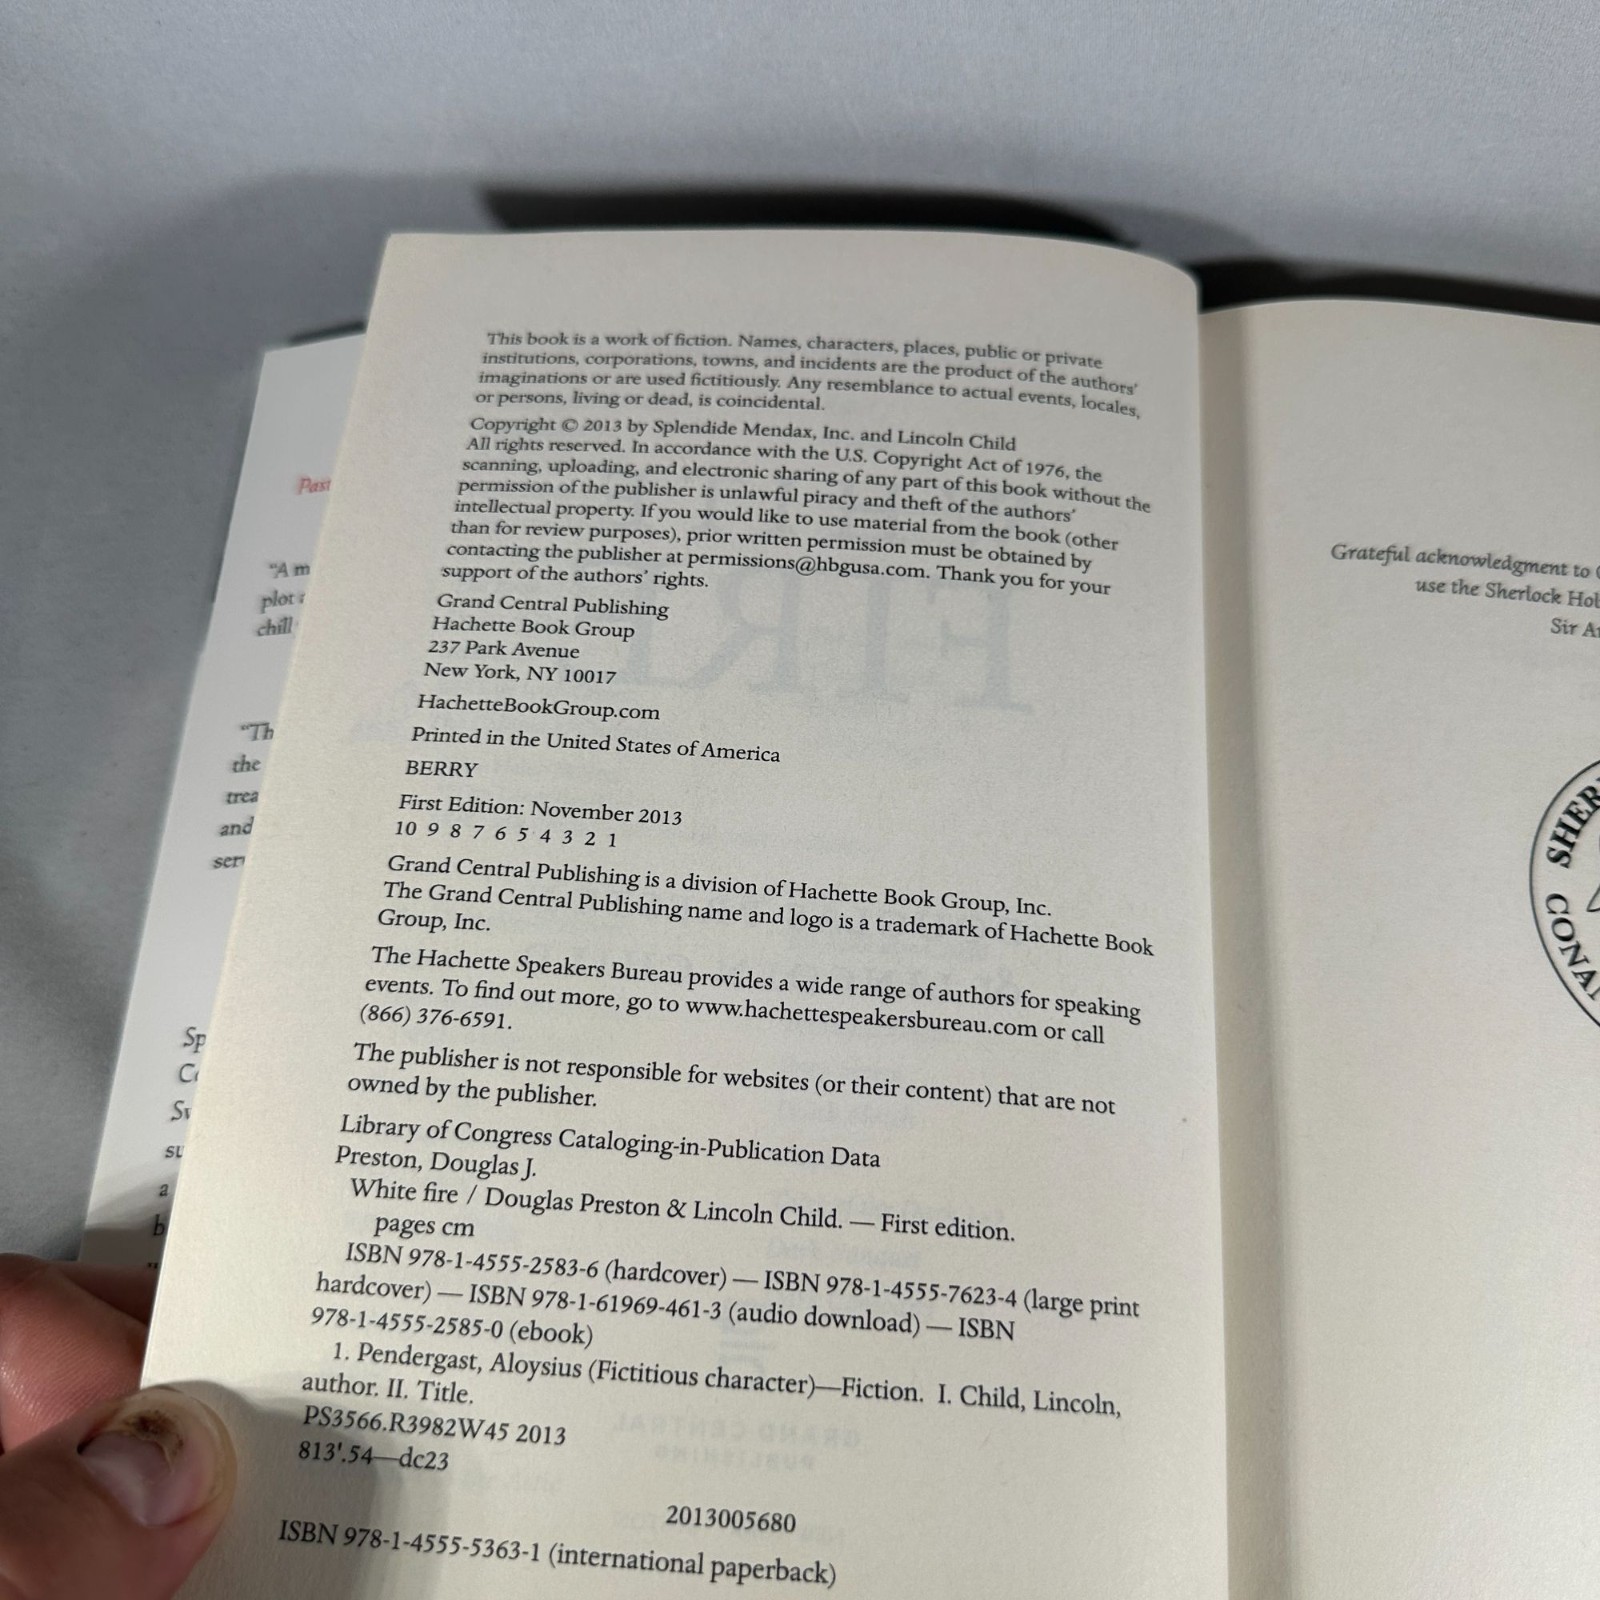 This book is a work of fiction. Names, characters, places, public or private
institutions, corporations, towns, and incidents are the product of the authors'
imaginations or are used fictitiously. Any resemblance to actual events, locales,
or persons, living or dead, is coincidental.
Copyright © 2013 by Splendide Mendax, Inc. and Lincoln Child
All rights reserved. In accordance with the U.S. Copyright Act of 1976, the
scanning, uploading, and electronic sharing of any part of this book without the
permission of the publisher is unlawful piracy and theft of the authors'
intellectual property. If you would like to use material from the book (other
than for review purposes), prior written permission must be obtained by
contacting the publisher at permissions@hbgusa.com. Thank you for your
support of the authors' rights.
Grand Central Publishing
Hachette Book Group
237 Park Avenue
New York, NY 10017
HachetteBookGroup.com
Printed in the United States of America
BERRY
First Edition: November 2013
10 9 8 7 6 5 4 3 2 1
Grand Central Publishing is a division of Hachette Book Group, Inc.
The Grand Central Publishing name and logo is a trademark of Hachette Book
Group, Inc.
The Hachette Speakers Bureau provides a wide range of authors for speaking
events. To find out more, go to www.hachettespeakersbureau.com or call
(866) 376-6591.
The publisher is not responsible for websites (or their content) that are not
owned by the publisher.
Library of Congress Cataloging-in-Publication Data
Preston, Douglas J.
White fire / Douglas Preston & Lincoln Child. — First edition.
pages cm
ISBN 978-1-4555-2583-6 (hardcover) — ISBN 978-1-4555-7623-4 (large print
hardcover) — ISBN 978-1-61969-461-3 (audio download) — ISBN
978-1-4555-2585-0 (ebook)
1. Pendergast, Aloysius (Fictitious character)—Fiction. I. Child, Lincoln,
author. II. Title.
PS3566.R3982W45 2013
813'.54—dc23
2013005680
ISBN 978-1-4555-5363-1 (international paperback)
Past
"A m
plot
chill
"Th
the
trea
and
ser
Sp
su
a
b
Grateful acknowledgment to
use the Sherlock
Sir
SHER
CONA